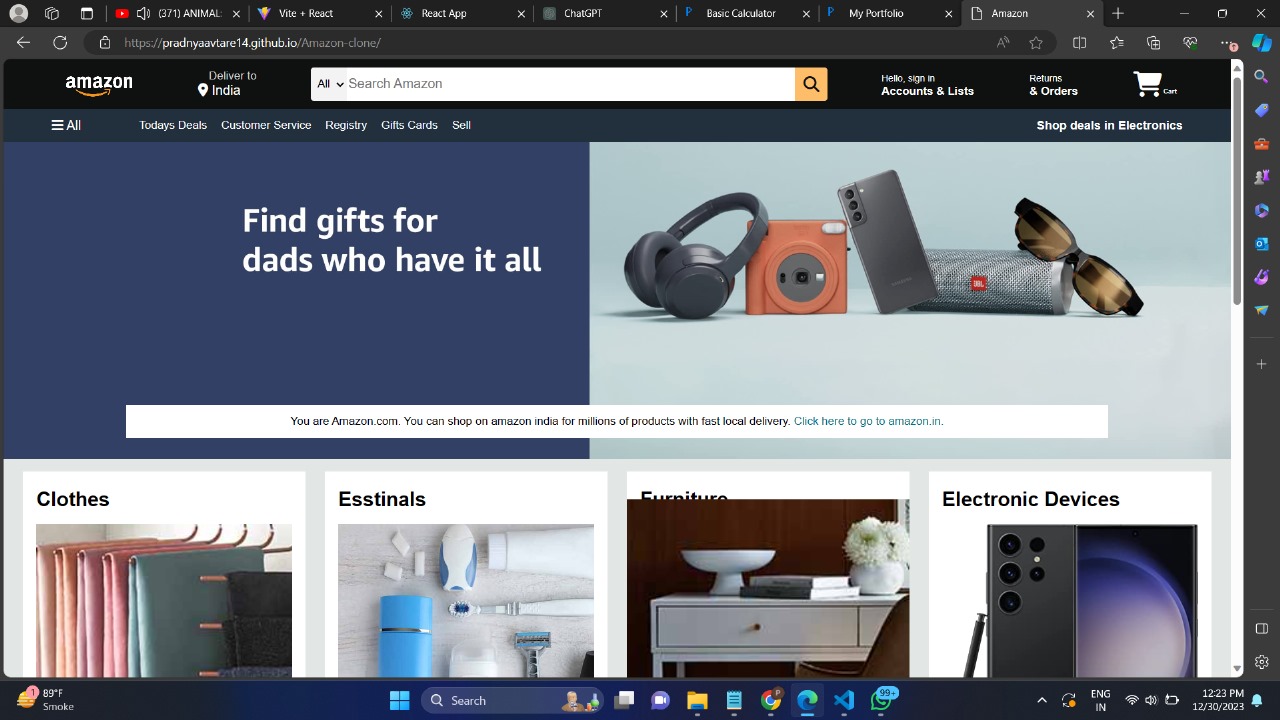 (371) ANIMAL:
Vite + React
React App
ChatGPT
Basic Calculator
My Portfolio
Amazon
https://pradnyaavtare14.github.io/Amazon-clone/
amazon
Deliver to
India
All
Search Amazon
Hello, sign in
Accounts & Lists
Returns
& Orders
Cart
All
Todays Deals
Customer Service
Registry
Gifts Cards
Sell
Shop deals in Electronics
Find gifts for
dads who have it all
SAMSUNG
JBL
You are Amazon.com. You can shop on amazon india for millions of products with fast local delivery. Click here to go to amazon.in.
Clothes
Esstinals
Furniture
Electronic Devices
1
89°F
Smoke
Search
P
99+
ENG
IN
12:23 PM
12/30/2023